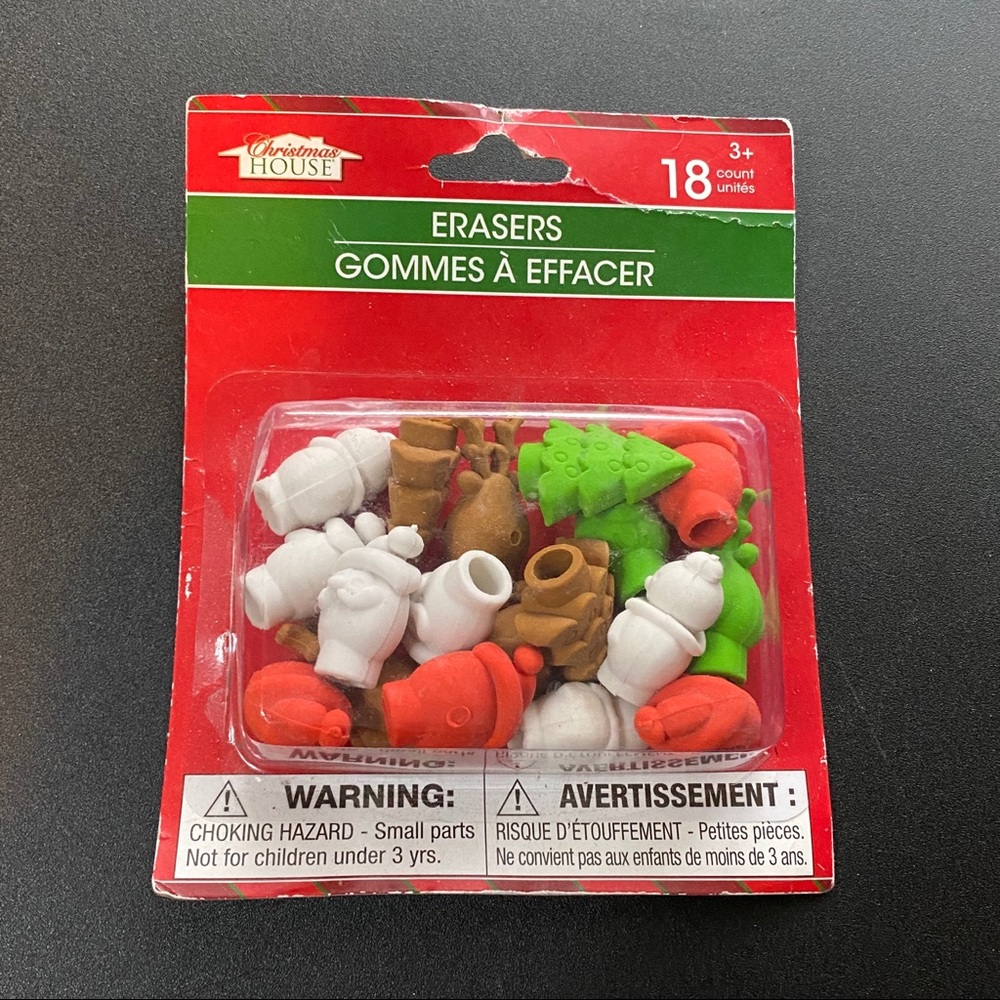 Christmas
HOUSE
3+
18 count
unités
ERASERS
GOMMES À EFFACER
WARNING:
CHOKING HAZARD - Small parts
Not for children under 3 yrs.
AVERTISSEMENT :
RISQUE D'ÉTOUFFEMENT - Petites pièces.
Ne convient pas aux enfants de moins de 3 ans.